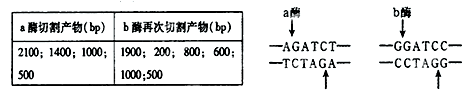 a酶切割产物(bp) b酶再次切割产物(bp)
2100; 1400; 1000; 1900; 200; 800; 600;
500 1000;500
a酶 b酶
—AGATCT— —GGATCC—
—TCTAGA— —CCTAGG—